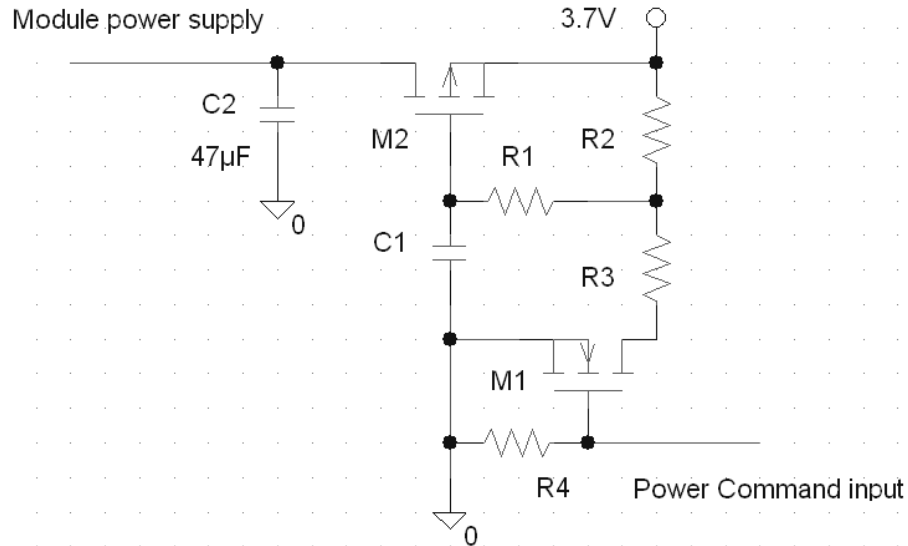 Module power supply
3.7V
C2
47µF
0
M2
R1
R2
C1
R3
M1
R4
Power Command input
0